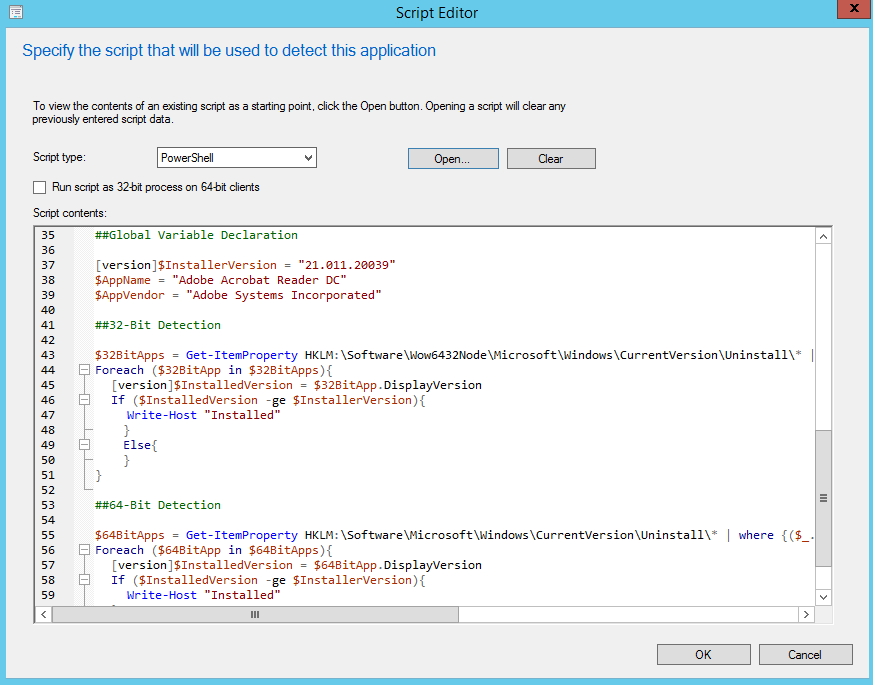 Script Editor
X
Specify the script that will be used to detect this application
To view the contents of an existing script as a starting point, click the Open button. Opening a script will clear any
previously entered script data.
Script type: PowerShell Open... Clear
Run script as 32-bit process on 64-bit clients
Script contents:
35 ##Global Variable Declaration
36
37 [version]$InstallerVersion = "21.011.20039"
38 $AppName = "Adobe Acrobat Reader DC"
39 $AppVendor = "Adobe Systems Incorporated"
40
41 ##32-Bit Detection
42
43 $32BitApps = Get-ItemProperty HKLM:\Software\Wow6432Node\Microsoft\Windows\CurrentVersion\Uninstall\* |
44 Foreach ($32BitApp in $32BitApps){
45 [version]$InstalledVersion = $32BitApp.DisplayVersion
46 If ($InstalledVersion -ge $InstallerVersion){
47 Write-Host "Installed"
48 }
49 Else{
50 }
51 }
52
53 ##64-Bit Detection
54
55 $64BitApps = Get-ItemProperty HKLM:\Software\Microsoft\Windows\CurrentVersion\Uninstall\* | where {($_.
56 Foreach ($64BitApp in $64BitApps){
57 [version]$InstalledVersion = $64BitApp.DisplayVersion
58 If ($InstalledVersion -ge $InstallerVersion){
59 Write-Host "Installed"
OK Cancel